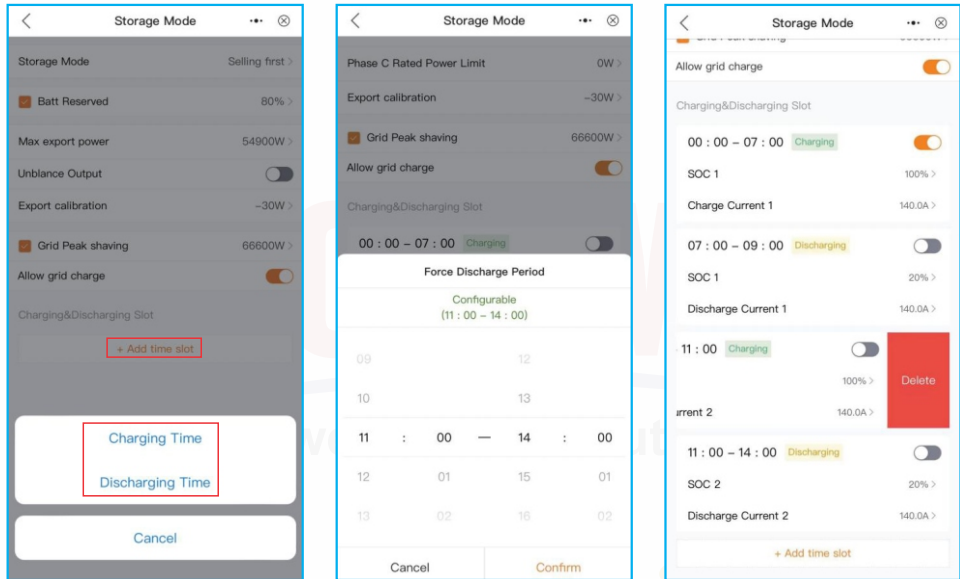 Storage Mode
Storage Mode Selling first >
Batt Reserved 80% >
Max export power 54900W >
Unblance Output
Export calibration -30W >
Grid Peak shaving 66600W >
Allow grid charge
Charging&Discharging Slot
+ Add time slot
Charging Time
Discharging Time
Cancel
Storage Mode
Phase C Rated Power Limit 0W >
Export calibration -30W >
Grid Peak shaving 66600W >
Allow grid charge
Charging&Discharging Slot
00 : 00 - 07 : 00 Charging
Force Discharge Period
Configurable
(11 : 00 - 14 : 00)
09 12
10 13
11 : 00 — 14 : 00
12 01 15 01
13 02 16 02
Cancel Confirm
Storage Mode
Allow grid charge
Charging&Discharging Slot
00 : 00 - 07 : 00 Charging
SOC 1 100% >
Charge Current 1 140.0A >
07 : 00 - 09 : 00 Discharging
SOC 1 20% >
Discharge Current 1 140.0A >
11 : 00 Charging
100% >
Delete
urrent 2 140.0A >
11 : 00 - 14 : 00 Discharging
SOC 2 20% >
Discharge Current 2 140.0A >
+ Add time slot